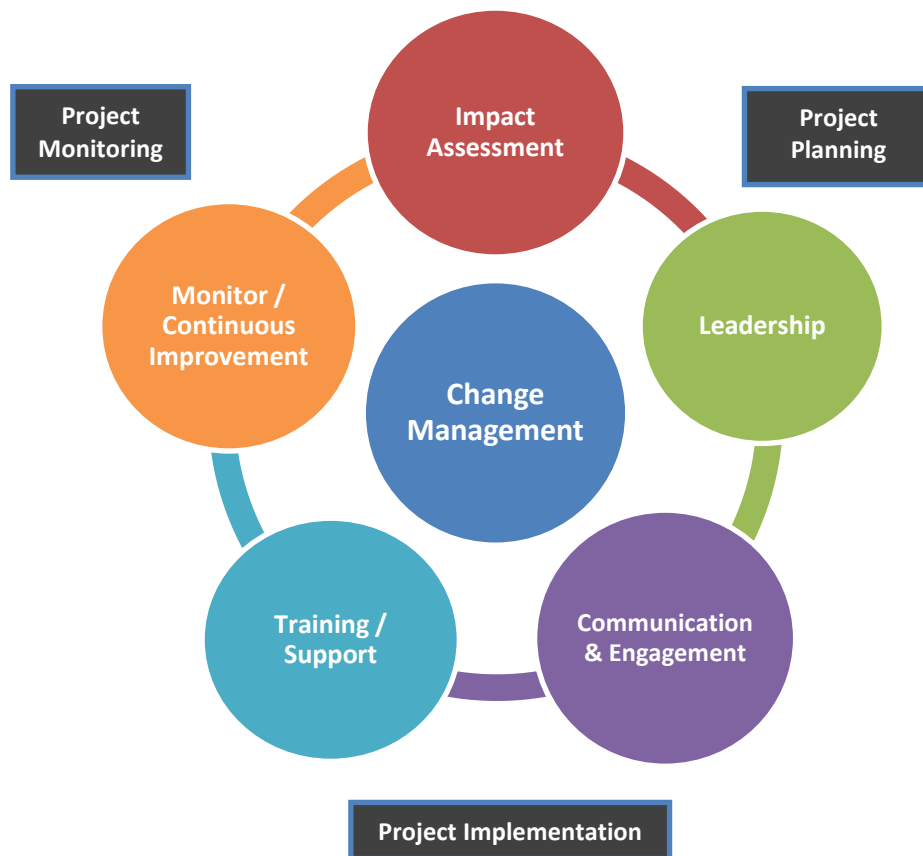 Impact
Assessment
Project
Monitoring
Project
Planning
Monitor /
Continuous
Improvement
Leadership
Change
Management
Training /
Support
Communication
& Engagement
Project Implementation